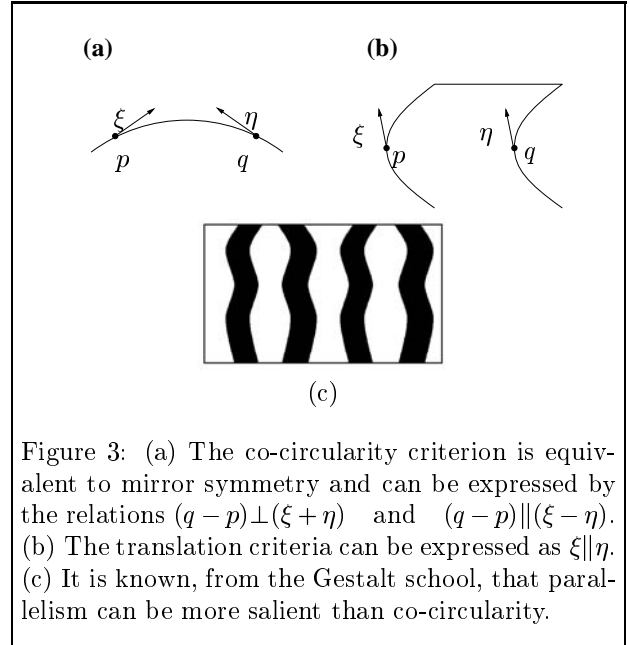 (a)
(b)
ξ
η
p
q
ξ
p
η
q
(c)
Figure 3: (a) The co-circularity criterion is equiv-
alent to mirror symmetry and can be expressed by
the relations (q − p)⊥(ξ + η) and (q − p)∥(ξ − η).
(b) The translation criteria can be expressed as ξ∥η.
(c) It is known, from the Gestalt school, that paral-
lelism can be more salient than co-circularity.